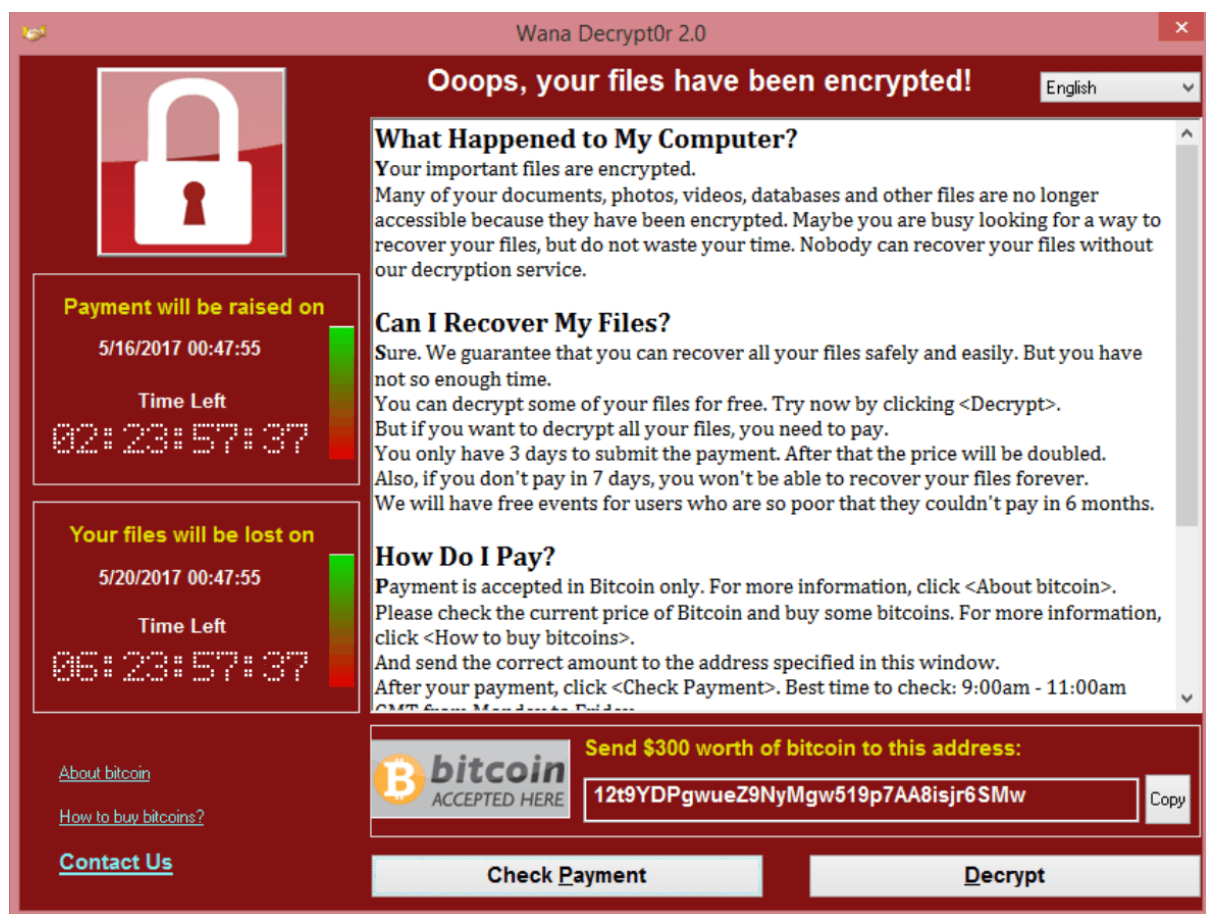 Wana Decrypt0r 2.0
Ooops, your files have been encrypted!
English
What Happened to My Computer?
Your important files are encrypted.
Many of your documents, photos, videos, databases and other files are no longer
accessible because they have been encrypted. Maybe you are busy looking for a way to
recover your files, but do not waste your time. Nobody can recover your files without
our decryption service.
Can I Recover My Files?
Sure. We guarantee that you can recover all your files safely and easily. But you have
not so enough time.
You can decrypt some of your files for free. Try now by clicking <Decrypt>.
But if you want to decrypt all your files, you need to pay.
You only have 3 days to submit the payment. After that the price will be doubled.
Also, if you don't pay in 7 days, you won't be able to recover your files forever.
We will have free events for users who are so poor that they couldn't pay in 6 months.
How Do I Pay?
Payment is accepted in Bitcoin only. For more information, click <About bitcoin>.
Please check the current price of Bitcoin and buy some bitcoins. For more information,
click <How to buy bitcoins>.
And send the correct amount to the address specified in this window.
After your payment, click <Check Payment>. Best time to check: 9:00am - 11:00am
GMT from Monday to Friday
Payment will be raised on
5/16/2017 00:47:55
Time Left
02:23:57:37
Your files will be lost on
5/20/2017 00:47:55
Time Left
06:23:57:37
About bitcoin
How to buy bitcoins?
Contact Us
bitcoin
ACCEPTED HERE
Send $300 worth of bitcoin to this address:
12t9YDPgwueZ9NyMgw519p7AA8isjr6SMw
Copy
Check Payment
Decrypt